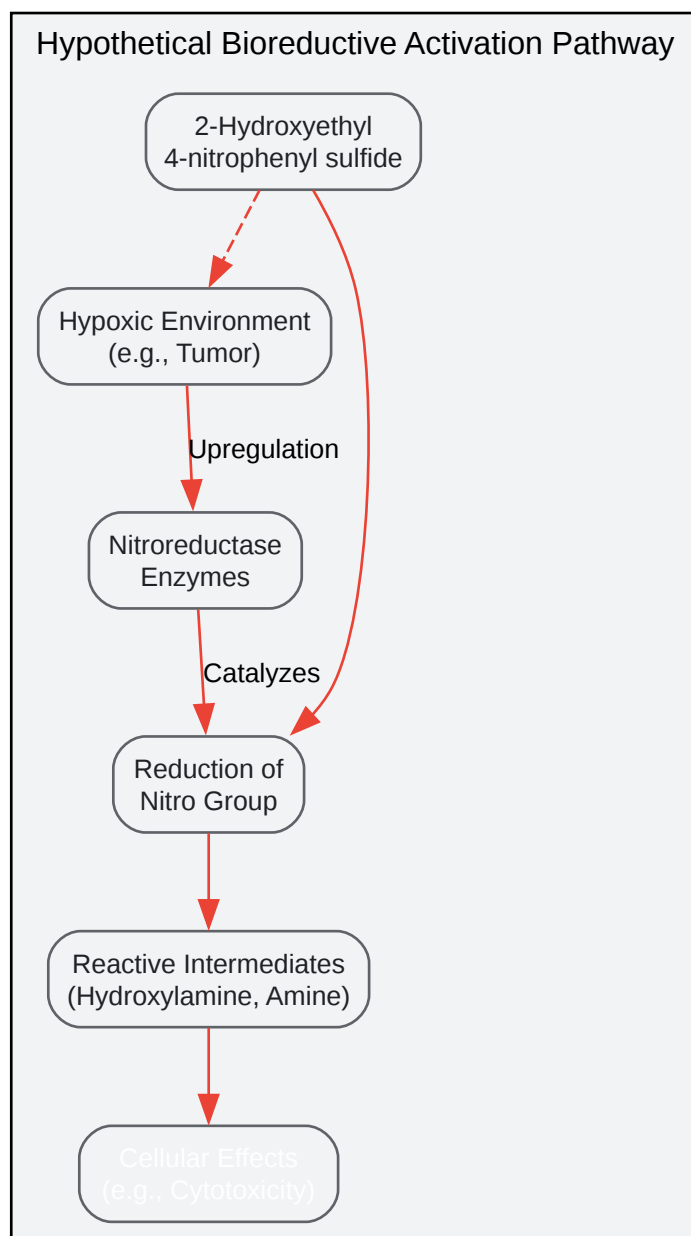 Hypothetical Bioreductive Activation Pathway
2-Hydroxyethyl
4-nitrophenyl sulfide
Hypoxic Environment
(e.g., Tumor)
Upregulation
Nitroreductase
Enzymes
Catalyzes
Reduction of
Nitro Group
Reactive Intermediates
(Hydroxylamine, Amine)
Cellular Effects
(e.g., Cytotoxicity)